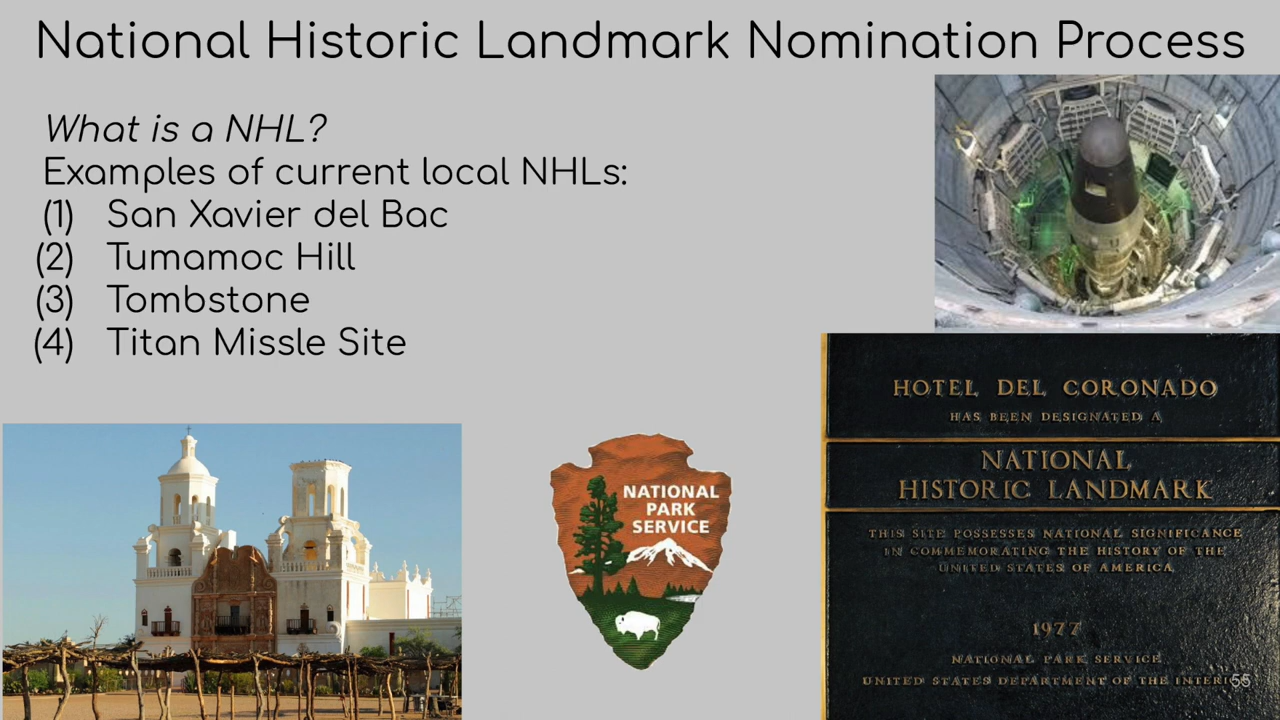 National Historic Landmark Nomination Process
What is a NHL?
Examples of current local NHLs:
(1) San Xavier del Bac
(2) Tumamoc Hill
(3) Tombstone
(4) Titan Missle Site
NATIONAL
PARK
SERVICE
HOTEL DEL CORONADO
HAS BEEN DESIGNATED A
NATIONAL
HISTORIC LANDMARK
THIS SITE POSSESSES NATIONAL SIGNIFICANCE
IN COMMEMORATING THE HISTORY OF THE
UNITED STATES OF AMERICA
1977
NATIONAL PARK SERVICE
UNITED STATES DEPARTMENT OF THE
55